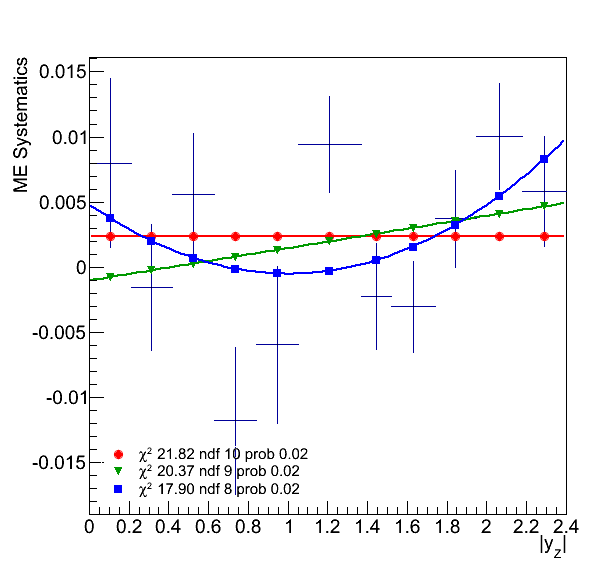 ME Systematics
0.015
0.01
0.005
0
-0.005
-0.01
-0.015
χ² 21.82 ndf 10 prob 0.02
χ² 20.37 ndf 9 prob 0.02
χ² 17.90 ndf 8 prob 0.02
0 0.2 0.4 0.6 0.8 1 1.2 1.4 1.6 1.8 2 2.2 2.4
|y_Z|